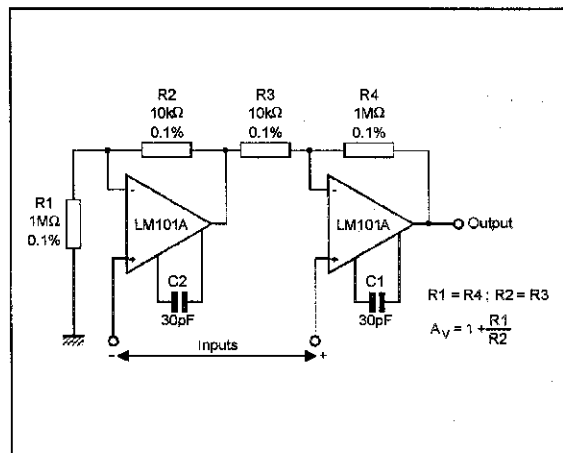 R2
10kΩ
0.1%
R3
10kΩ
0.1%
R4
1MΩ
0.1%
R1
1MΩ
0.1%
-
LM101A
+
C2
30pF
-
LM101A
+
C1
30pF
Output
R1 = R4 ; R2 = R3
A_V = 1 + R1/R2
- Inputs +